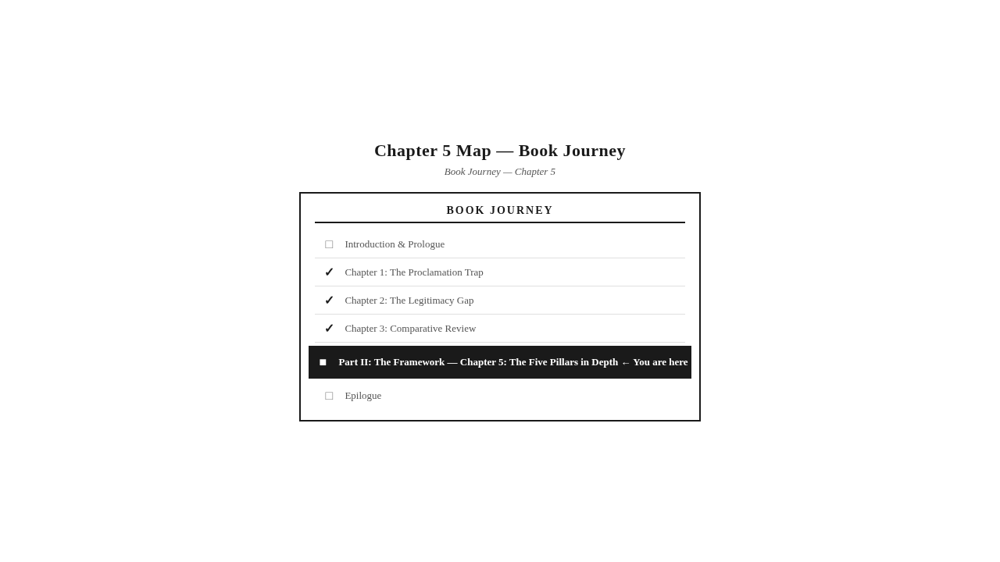 Chapter 5 Map — Book Journey
Book Journey — Chapter 5
BOOK JOURNEY
□ Introduction & Prologue
✓ Chapter 1: The Proclamation Trap
✓ Chapter 2: The Legitimacy Gap
✓ Chapter 3: Comparative Review
■ Part II: The Framework — Chapter 5: The Five Pillars in Depth ← You are here
□ Epilogue